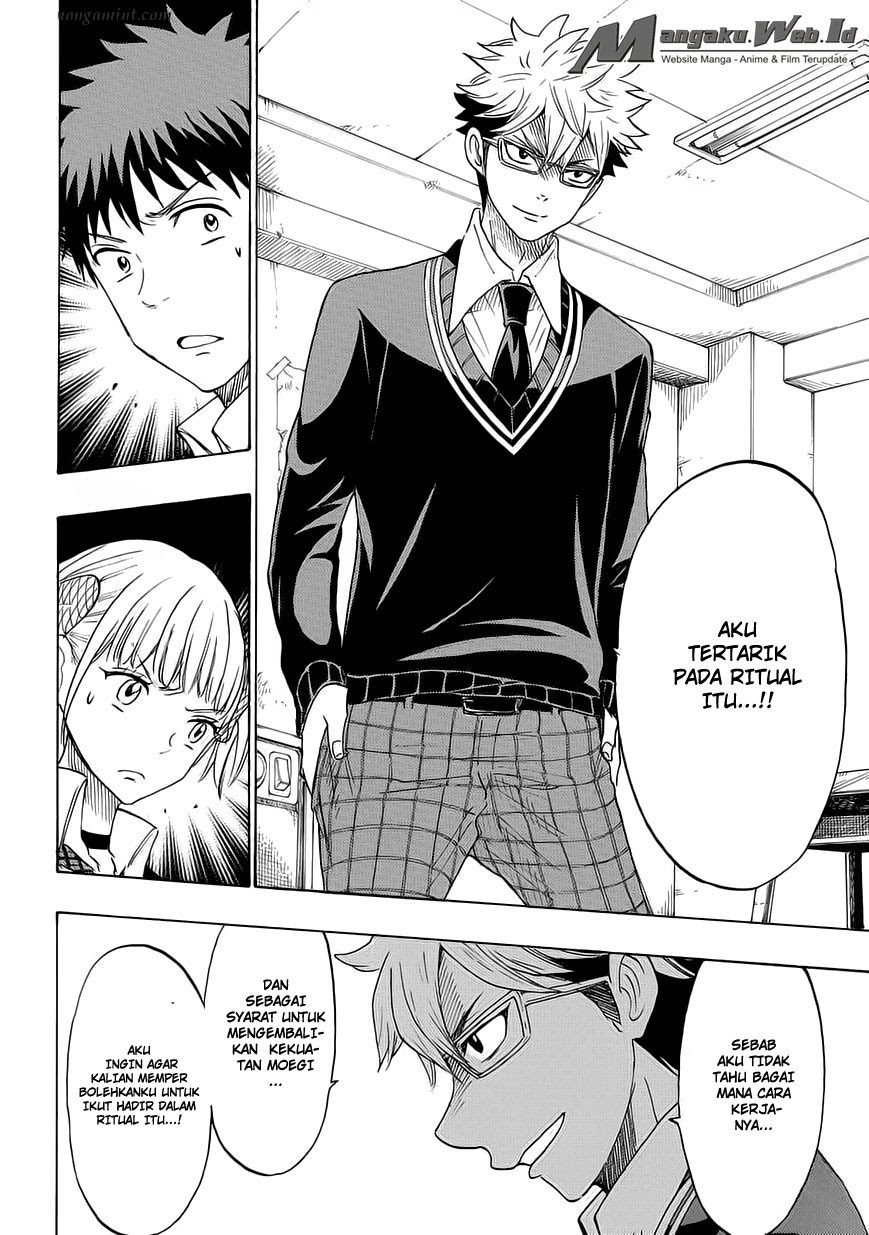 mangamint.com
Mangaku.Web.Id
Website Manga - Anime & Film Terupdate
AKU
TERTARIK
PADA RITUAL
ITU...!!
SEBAB
AKU TIDAK
TAHU BAGAI
MANA CARA
KERJA-
NYA...
DAN
SEBAGAI
SYARAT UNTUK
MENGEMBALI-
KAN KEKUA-
TAN MOEGI
...
AKU
INGIN AGAR
KALIAN MEMPER
BOLEHKANKU UNTUK
IKUT HADIR DALAM
RITUAL ITU...!